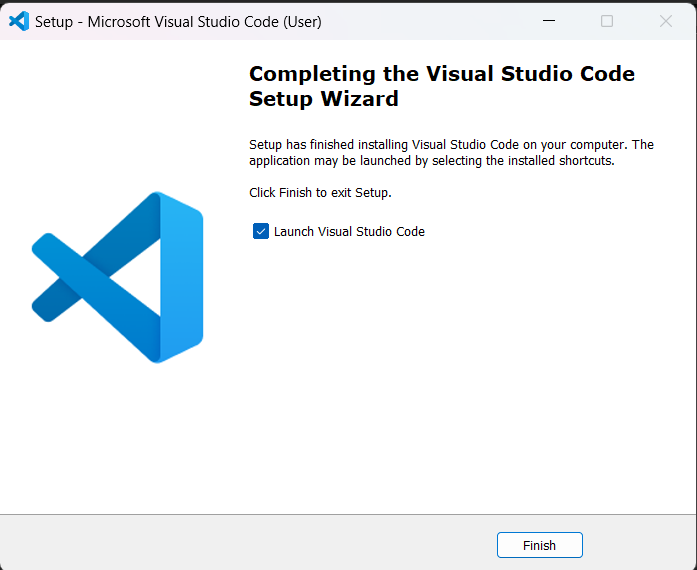 Setup - Microsoft Visual Studio Code (User)
Completing the Visual Studio Code
Setup Wizard
Setup has finished installing Visual Studio Code on your computer. The
application may be launched by selecting the installed shortcuts.
Click Finish to exit Setup.
Launch Visual Studio Code
Finish